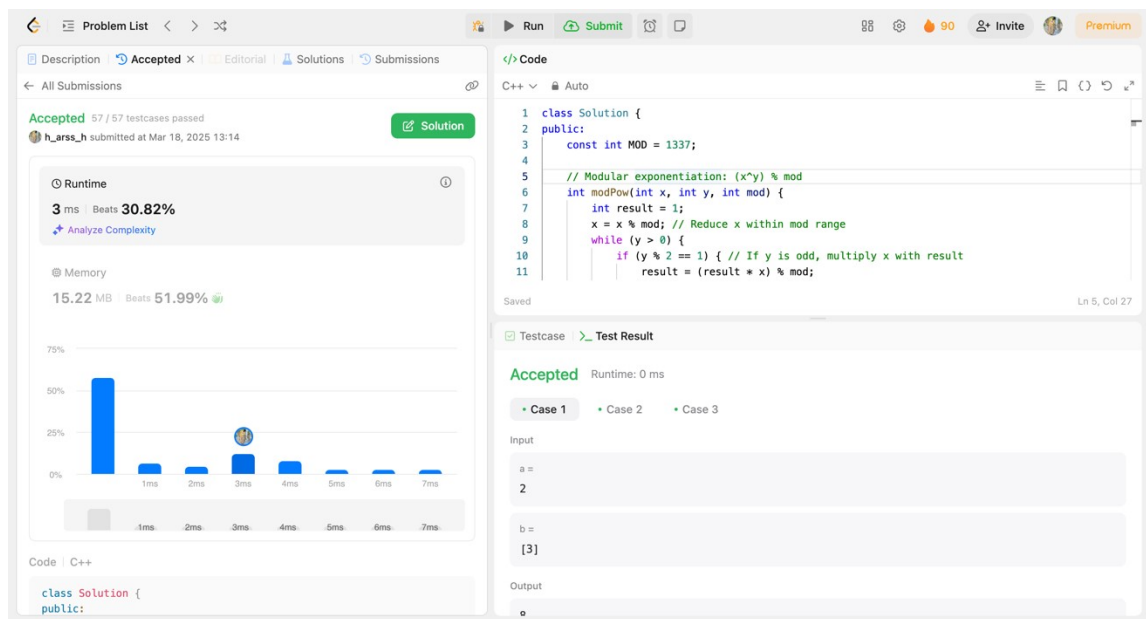 Problem List
Run
Submit
90
Invite
Premium
Description
Accepted
Editorial
Solutions
Submissions
All Submissions
Accepted 57 / 57 testcases passed
h_arss_h submitted at Mar 18, 2025 13:14
Solution
Runtime
3 ms Beats 30.82%
Analyze Complexity
Memory
15.22 MB Beats 51.99%
75%
50%
25%
0%
1ms 2ms 3ms 4ms 5ms 6ms 7ms
1ms 2ms 3ms 4ms 5ms 6ms 7ms
Code C++
class Solution {
public:
</> Code
C++ Auto
1 class Solution {
2 public:
3 const int MOD = 1337;
4
5 // Modular exponentiation: (x^y) % mod
6 int modPow(int x, int y, int mod) {
7 int result = 1;
8 x = x % mod; // Reduce x within mod range
9 while (y > 0) {
10 if (y % 2 == 1) { // If y is odd, multiply x with result
11 result = (result * x) % mod;
Saved
Ln 5, Col 27
Testcase
>_ Test Result
Accepted Runtime: 0 ms
Case 1 Case 2 Case 3
Input
a =
2
b =
[3]
Output